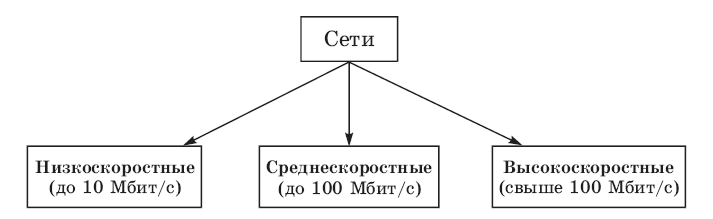 Сети
Низкоскоростные
(до 10 Мбит/с)
Среднескоростные
(до 100 Мбит/с)
Высокоскоростные
(свыше 100 Мбит/с)